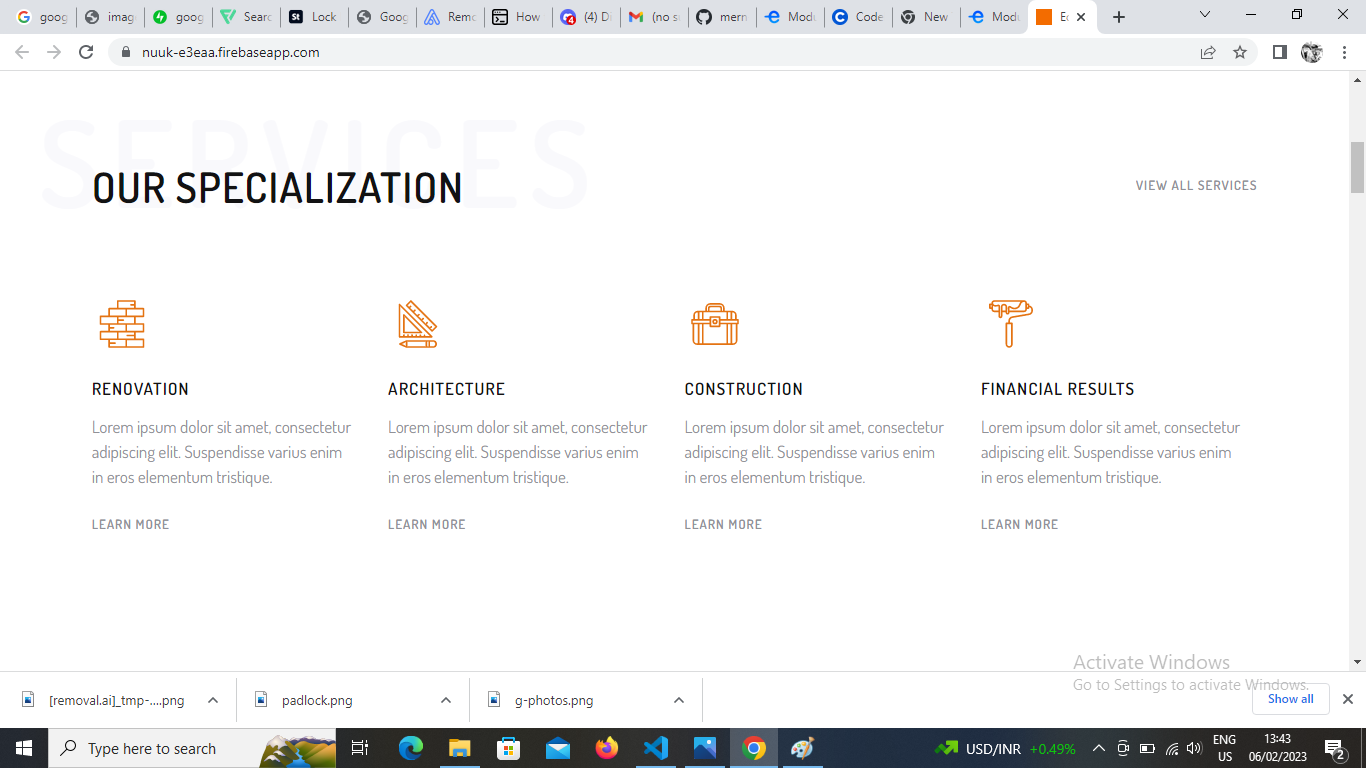 goog
imag
goog
Searc
St
Lock
Goog
Remo
How
4
(4) Di
(no su
mern
Modu
Code
New
Modu
Ec
nuuk-e3eaa.firebaseapp.com
SERVICES
OUR SPECIALIZATION
VIEW ALL SERVICES
RENOVATION
Lorem ipsum dolor sit amet, consectetur
adipiscing elit. Suspendisse varius enim
in eros elementum tristique.
LEARN MORE
ARCHITECTURE
Lorem ipsum dolor sit amet, consectetur
adipiscing elit. Suspendisse varius enim
in eros elementum tristique.
LEARN MORE
CONSTRUCTION
Lorem ipsum dolor sit amet, consectetur
adipiscing elit. Suspendisse varius enim
in eros elementum tristique.
LEARN MORE
FINANCIAL RESULTS
Lorem ipsum dolor sit amet, consectetur
adipiscing elit. Suspendisse varius enim
in eros elementum tristique.
LEARN MORE
Activate Windows
Go to Settings to activate Windows.
[removal.ai]_tmp-....png
padlock.png
g-photos.png
Show all
Type here to search
USD/INR +0.49%
ENG
US
13:43
06/02/2023
2